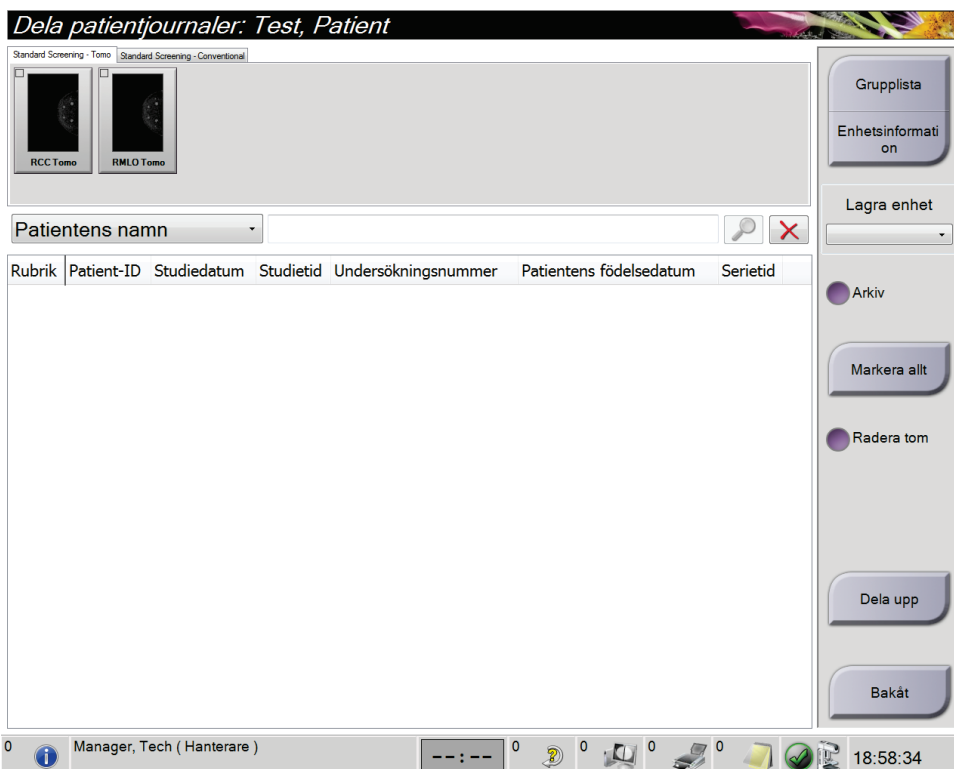 Dela patientjournaler: Test, Patient
Standard Screening - Tomo Standard Screening - Conventional
RCC Tomo RMLO Tomo
Patientens namn
Rubrik Patient-ID Studiedatum Studietid Undersökningsnummer Patientens födelsedatum Serietid
Grupplista
Enhetsinformati
on
Lagra enhet
Arkiv
Markera allt
Radera tom
Dela upp
Bakåt
0 Manager, Tech ( Hanterare ) --:-- 0 0 0 0 18:58:34